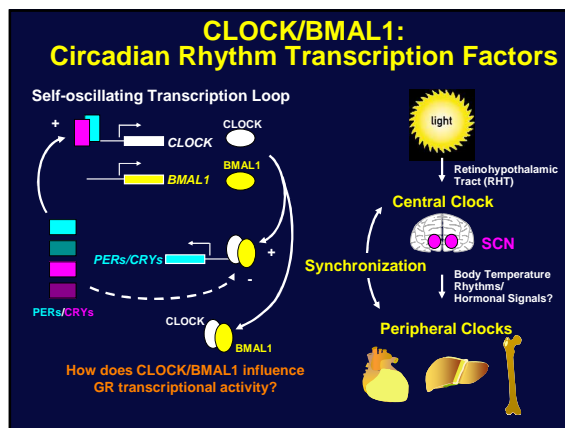 CLOCK/BMAL1:
Circadian Rhythm Transcription Factors
Self-oscillating Transcription Loop
+
CLOCK
CLOCK
BMAL1
BMAL1
PERs/CRYs
+
-
PERs/CRYs
CLOCK
BMAL1
How does CLOCK/BMAL1 influence
GR transcriptional activity?
light
Retinohypothalamic
Tract (RHT)
Central Clock
SCN
Synchronization
Body Temperature
Rhythms/
Hormonal Signals?
Peripheral Clocks